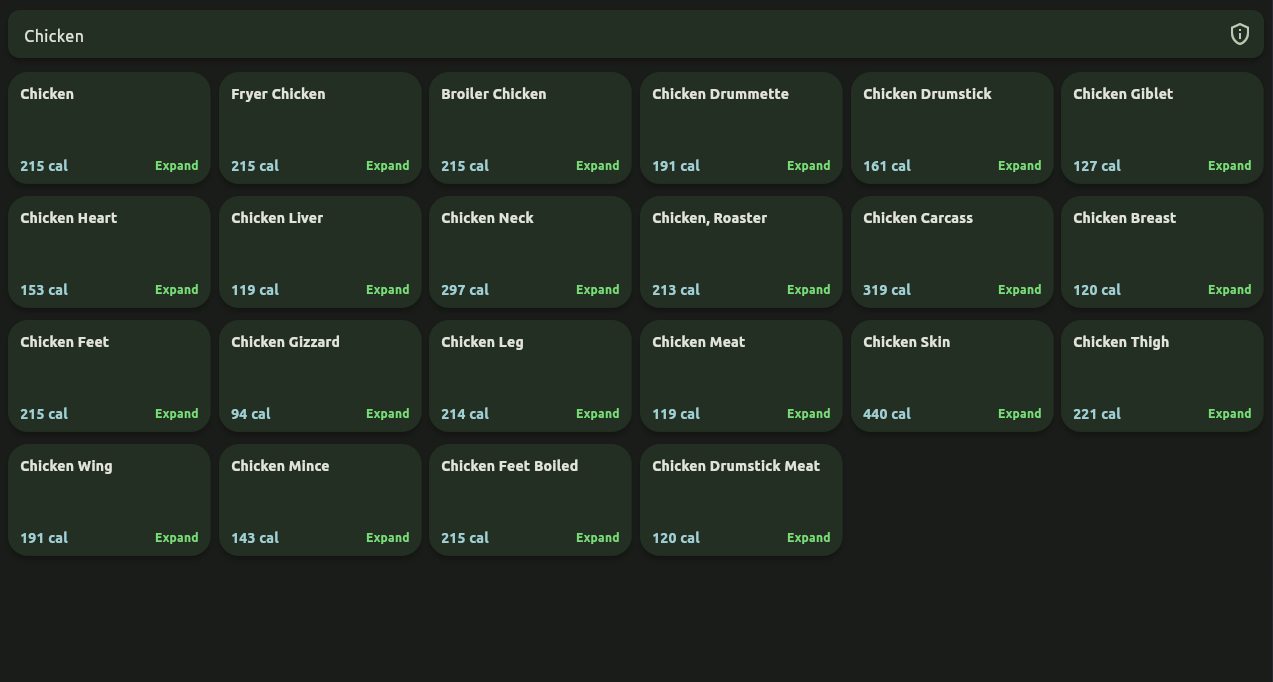 Chicken
Chicken
Fryer Chicken
Broiler Chicken
Chicken Drummette
Chicken Drumstick
Chicken Giblet
215 cal Expand
215 cal Expand
215 cal Expand
191 cal Expand
161 cal Expand
127 cal Expand
Chicken Heart
Chicken Liver
Chicken Neck
Chicken, Roaster
Chicken Carcass
Chicken Breast
153 cal Expand
119 cal Expand
297 cal Expand
213 cal Expand
319 cal Expand
120 cal Expand
Chicken Feet
Chicken Gizzard
Chicken Leg
Chicken Meat
Chicken Skin
Chicken Thigh
215 cal Expand
94 cal Expand
214 cal Expand
119 cal Expand
440 cal Expand
221 cal Expand
Chicken Wing
Chicken Mince
Chicken Feet Boiled
Chicken Drumstick Meat
191 cal Expand
143 cal Expand
215 cal Expand
120 cal Expand